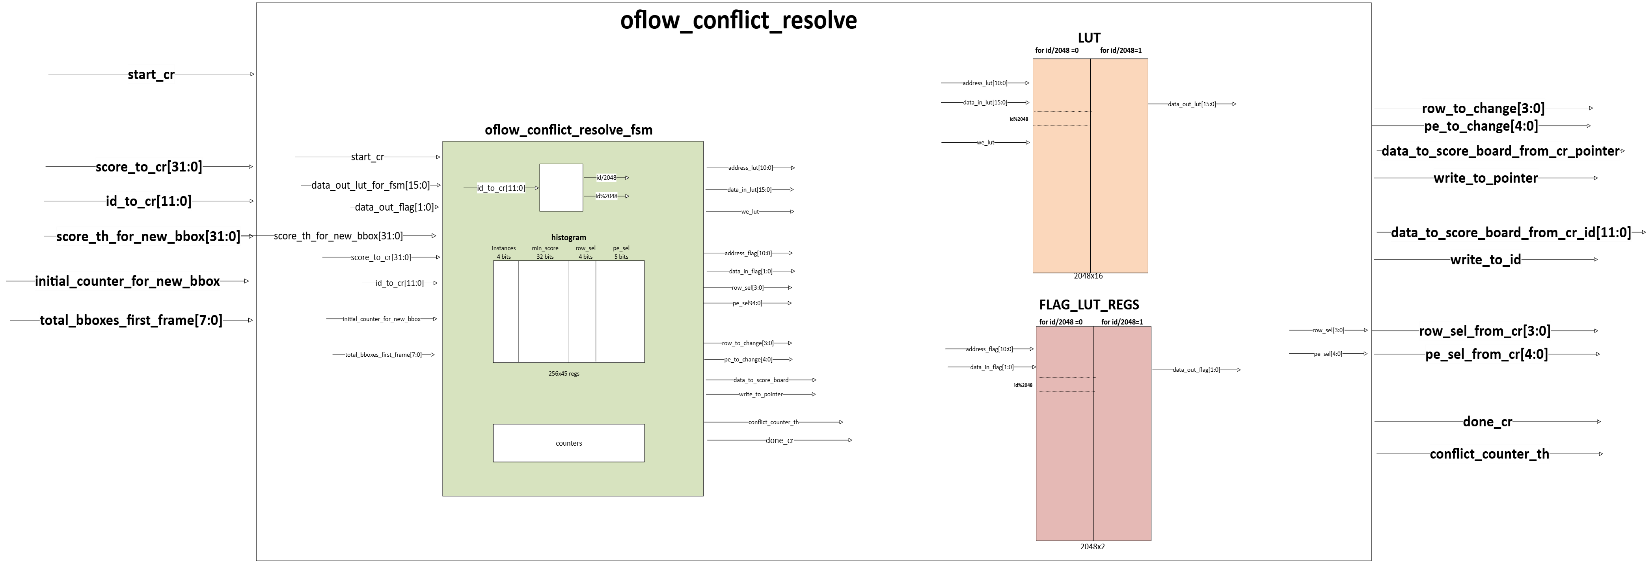 oflow_conflict_resolve
start_cr
score_to_cr[31:0]
id_to_cr[11:0]
score_th_for_new_bbox[31:0]
initial_counter_for_new_bbox
total_bboxes_first_frame[7:0]
oflow_conflict_resolve_fsm
start_cr
data_out_lut_for_fsm[15:0]
data_out_flag[1:0]
score_th_for_new_bbox[31:0]
score_to_cr[31:0]
id_to_cr[11:0]
initial_counter_for_new_bbox
total_bboxes_first_frame[7:0]
id_to_cr[11:0]
id/2048
id%2048
histogram
instances min_score row_sel pe_sel
4 bits 32 bits 4 bits 5 bits
256x45 regs
counters
address_lut[10:0]
data_in_lut[15:0]
we_lut
address_flag[10:0]
data_in_flag[1:0]
row_sel[3:0]
pe_sel[4:0]
row_to_change[3:0]
pe_to_change[4:0]
data_to_score_board
write_to_pointer
conflict_counter_th
done_cr
LUT
for id/2048 =0 for id/2048=1
address_lut[10:0]
data_in_lut[15:0]
id%2048
we_lut
data_out_lut[15:0]
2048x16
FLAG_LUT_REGS
for id/2048 =0 for id/2048=1
address_flag[10:0]
data_in_flag[1:0]
id%2048
data_out_flag[1:0]
2048x2
row_sel[3:0]
pe_sel[4:0]
row_to_change[3:0]
pe_to_change[4:0]
data_to_score_board_from_cr_pointer
write_to_pointer
data_to_score_board_from_cr_id[11:0]
write_to_id
row_sel_from_cr[3:0]
pe_sel_from_cr[4:0]
done_cr
conflict_counter_th